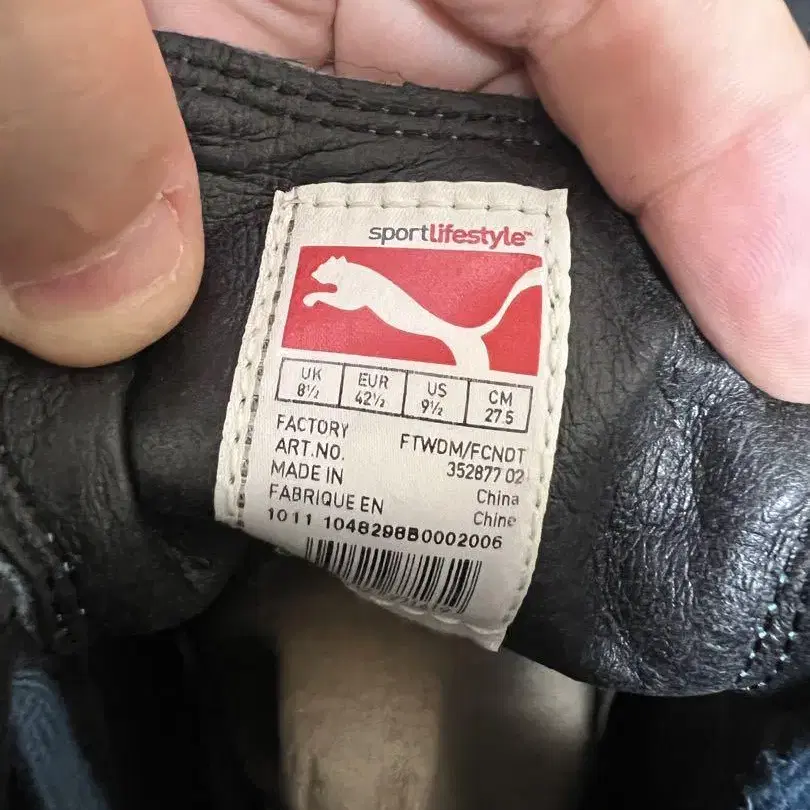 sportlifestyle™
UK EUR US CM
8½ 42½ 9½ 27.5
FACTORY FTWDM/FCNDT
ART.NO. 352877 02
MADE IN China
FABRIQUE EN Chine
1011 1048298B0002006